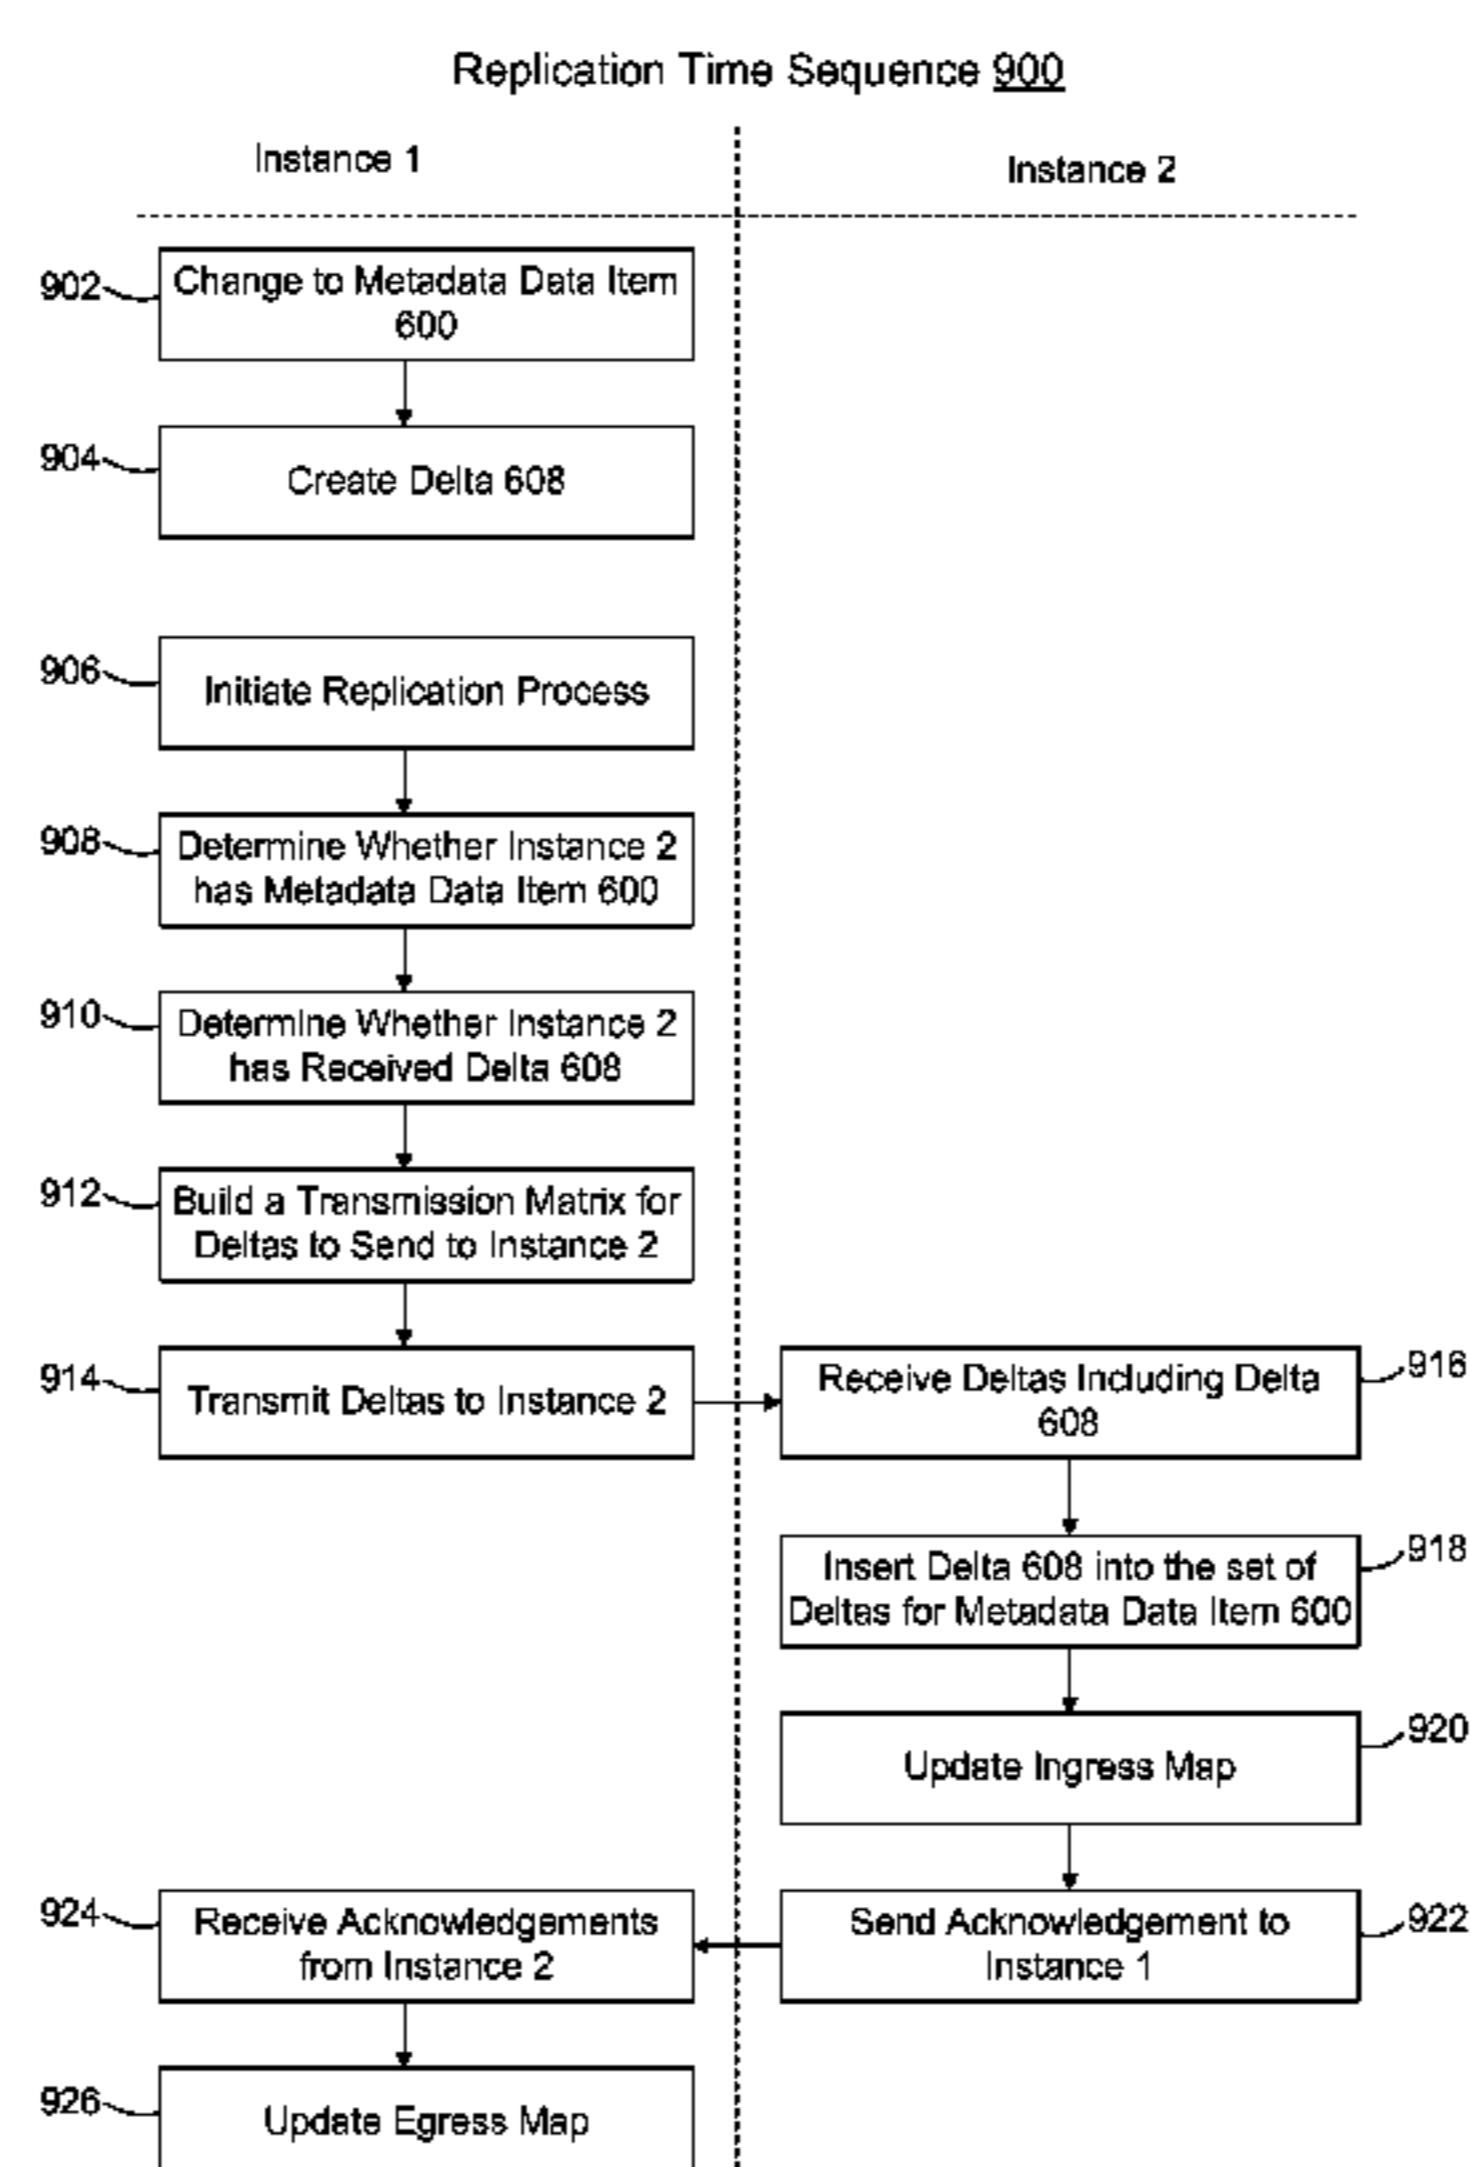 Replication Time Sequence 900
Instance 1
Instance 2
902
Change to Metadata Data Item
600
904
Create Delta 608
906
Initiate Replication Process
908
Determine Whether Instance 2
has Metadata Data Item 600
910
Determine Whether Instance 2
has Received Delta 608
912
Build a Transmission Matrix for
Deltas to Send to Instance 2
914
Transmit Deltas to Instance 2
Receive Deltas Including Delta
608
916
Insert Delta 608 into the set of
Deltas for Metadata Data Item 600
918
Update Ingress Map
920
Send Acknowledgement to
Instance 1
922
924
Receive Acknowledgements
from Instance 2
926
Update Egress Map